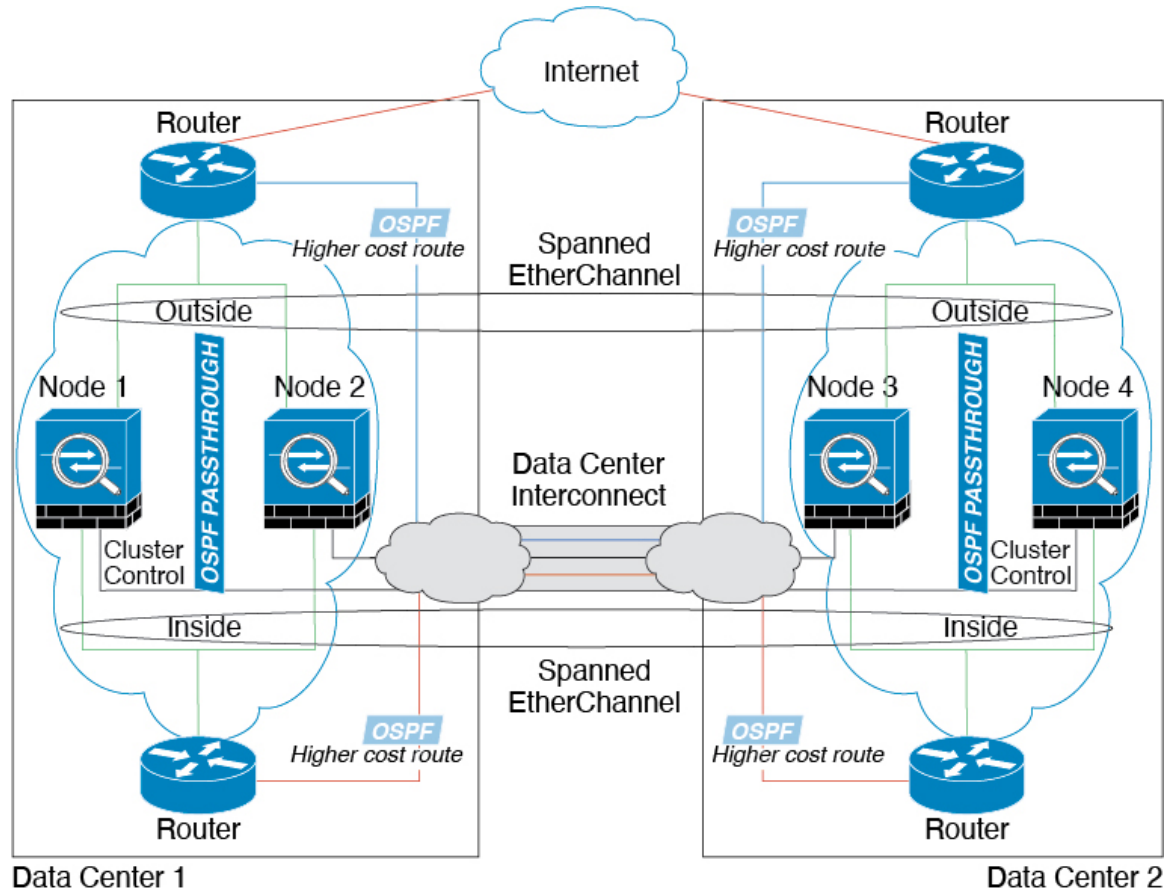 Internet
Router
Router
OSPF
Higher cost route
Spanned
EtherChannel
OSPF
Higher cost route
Outside
Outside
Node 1
OSPF PASSTHROUGH
Node 2
Node 3
OSPF PASSTHROUGH
Node 4
Data Center
Interconnect
Cluster
Control
Cluster
Control
Inside
Inside
Spanned
EtherChannel
OSPF
Higher cost route
OSPF
Higher cost route
Router
Router
Data Center 1
Data Center 2